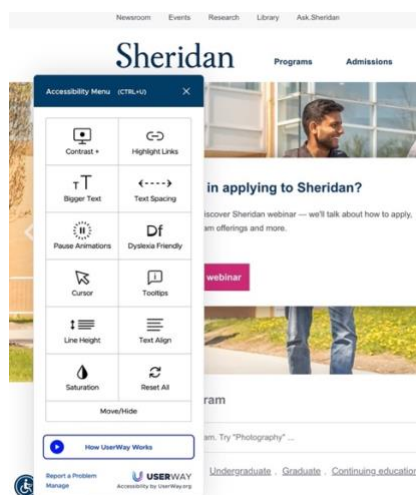 Newsroom Events Research Library Ask.Sheridan
Sheridan Programs Admissions
Accessibility Menu (CTRL+U)
Contrast + Highlight Links
Bigger Text Text Spacing
Pause Animations Dyslexia Friendly
Cursor Tooltips
Line Height Text Align
Saturation Reset All
Move/Hide
How UserWay Works
Report a Problem
Manage
USERWAY
Accessibility by UserWay.org
in applying to Sheridan?
iscover Sheridan webinar — we'll talk about how to apply,
am offerings and more.
webinar
ram
am. Try "Photography" ...
Undergraduate . Graduate . Continuing education